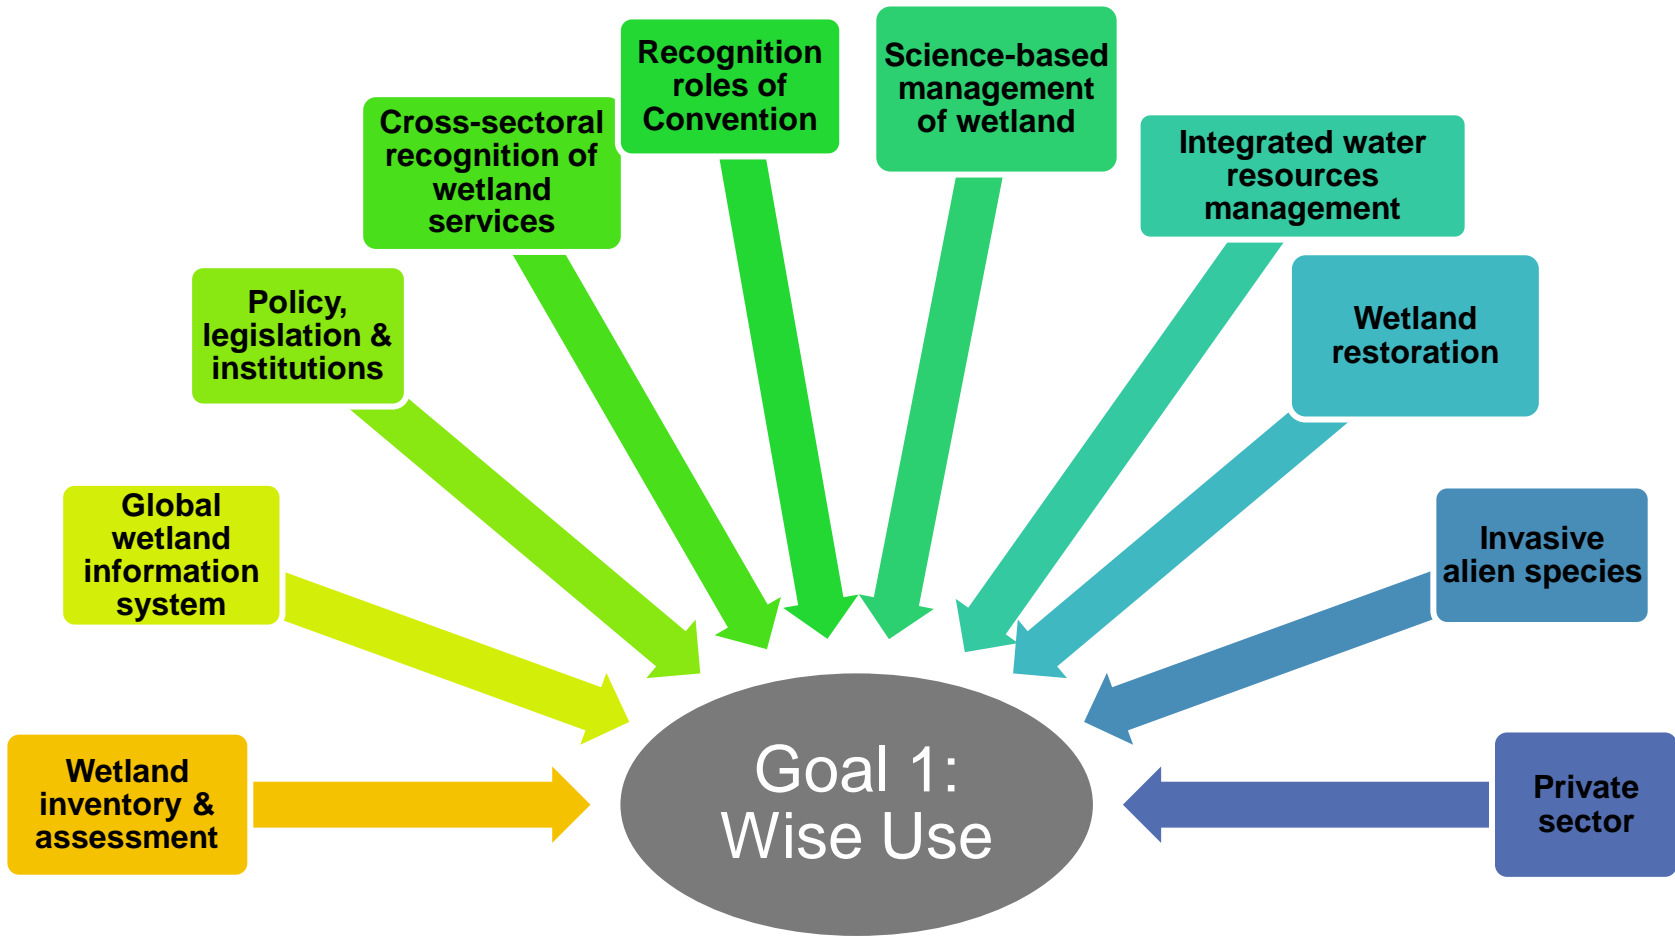 Wetland
inventory &
assessment
Global
wetland
information
system
Policy,
legislation &
institutions
Cross-sectoral
recognition of
wetland
services
Recognition
roles of
Convention
Science-based
management
of wetland
Integrated water
resources
management
Wetland
restoration
Invasive
alien species
Private
sector
Goal 1:
Wise Use